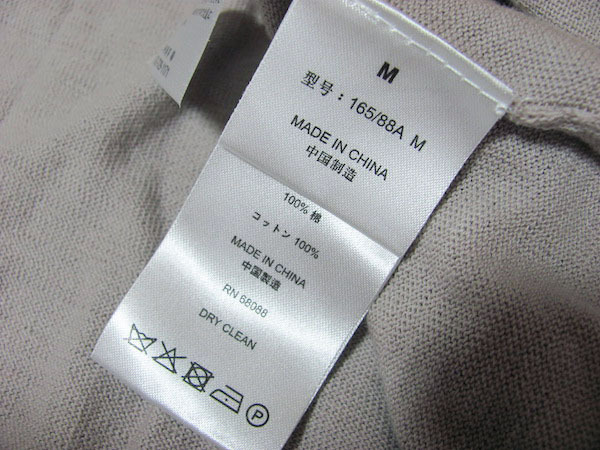 M
型号：165/88A M
MADE IN CHINA
中国制造
100% 棉
コットン 100%
MADE IN CHINA
中国製造
RN 68088
DRY CLEAN
P